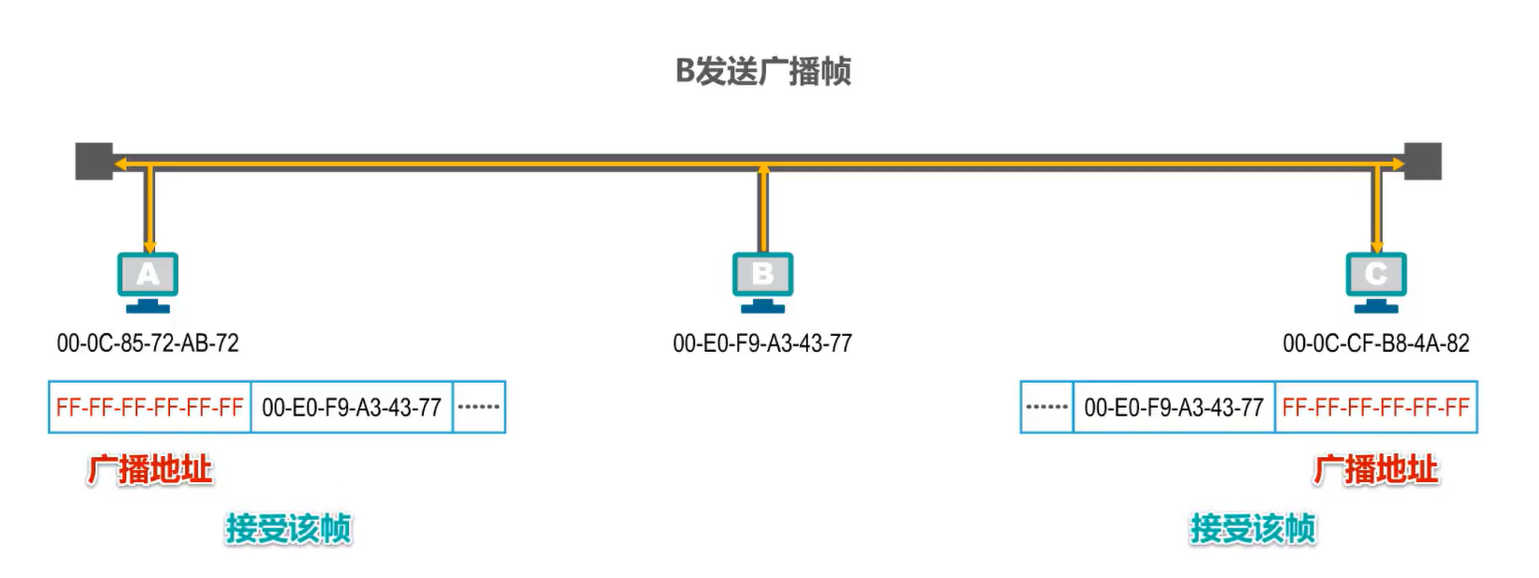 B发送广播帧
A
B
C
00-0C-85-72-AB-72
00-E0-F9-A3-43-77
00-0C-CF-B8-4A-82
FF-FF-FF-FF-FF-FF 00-E0-F9-A3-43-77 ······
······ 00-E0-F9-A3-43-77 FF-FF-FF-FF-FF-FF
广播地址
广播地址
接受该帧
接受该帧